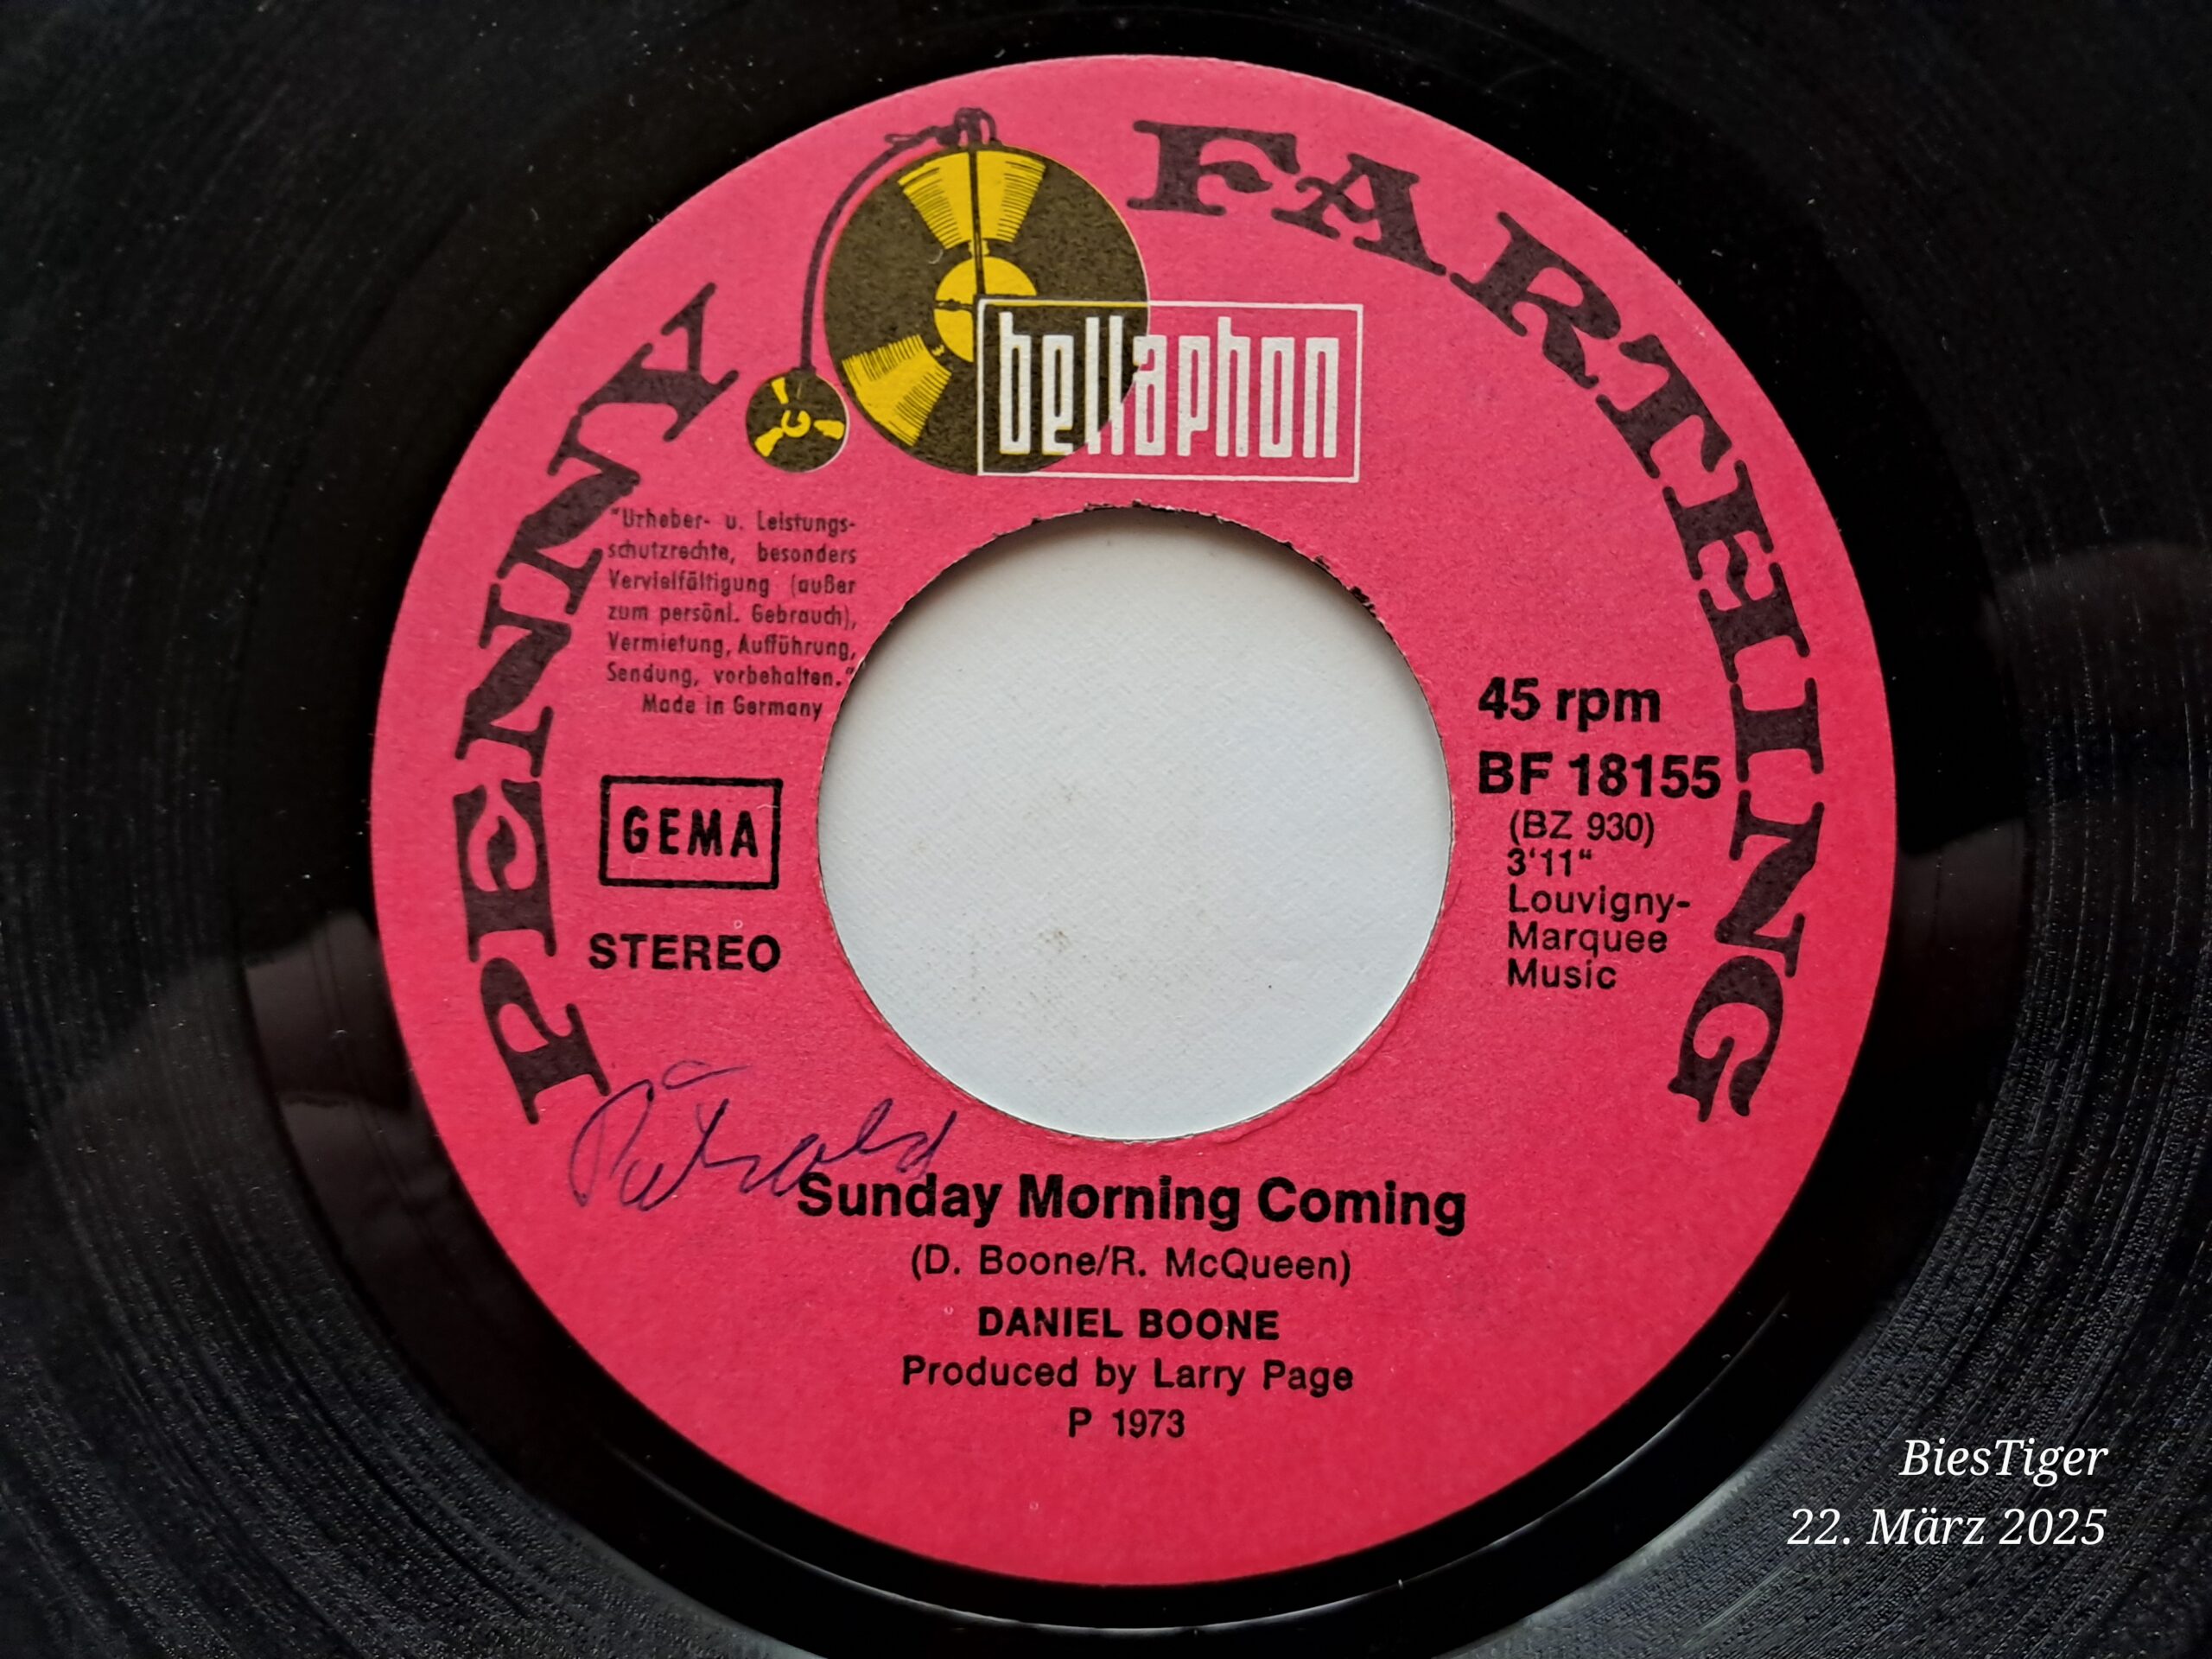 PENNY FARTHING
bellaphon
"Urheber- u. Leistungs-
schutzrechte, besonders
Vervielfältigung (außer
zum persönl. Gebrauch),
Vermietung, Aufführung,
Sendung, vorbehalten."
Made in Germany
GEMA
STEREO
45 rpm
BF 18155
(BZ 930)
3'11"
Louvigny-
Marquee
Music
Sunday Morning Coming
(D. Boone/R. McQueen)
DANIEL BOONE
Produced by Larry Page
P 1973
BiesTiger
22. März 2025